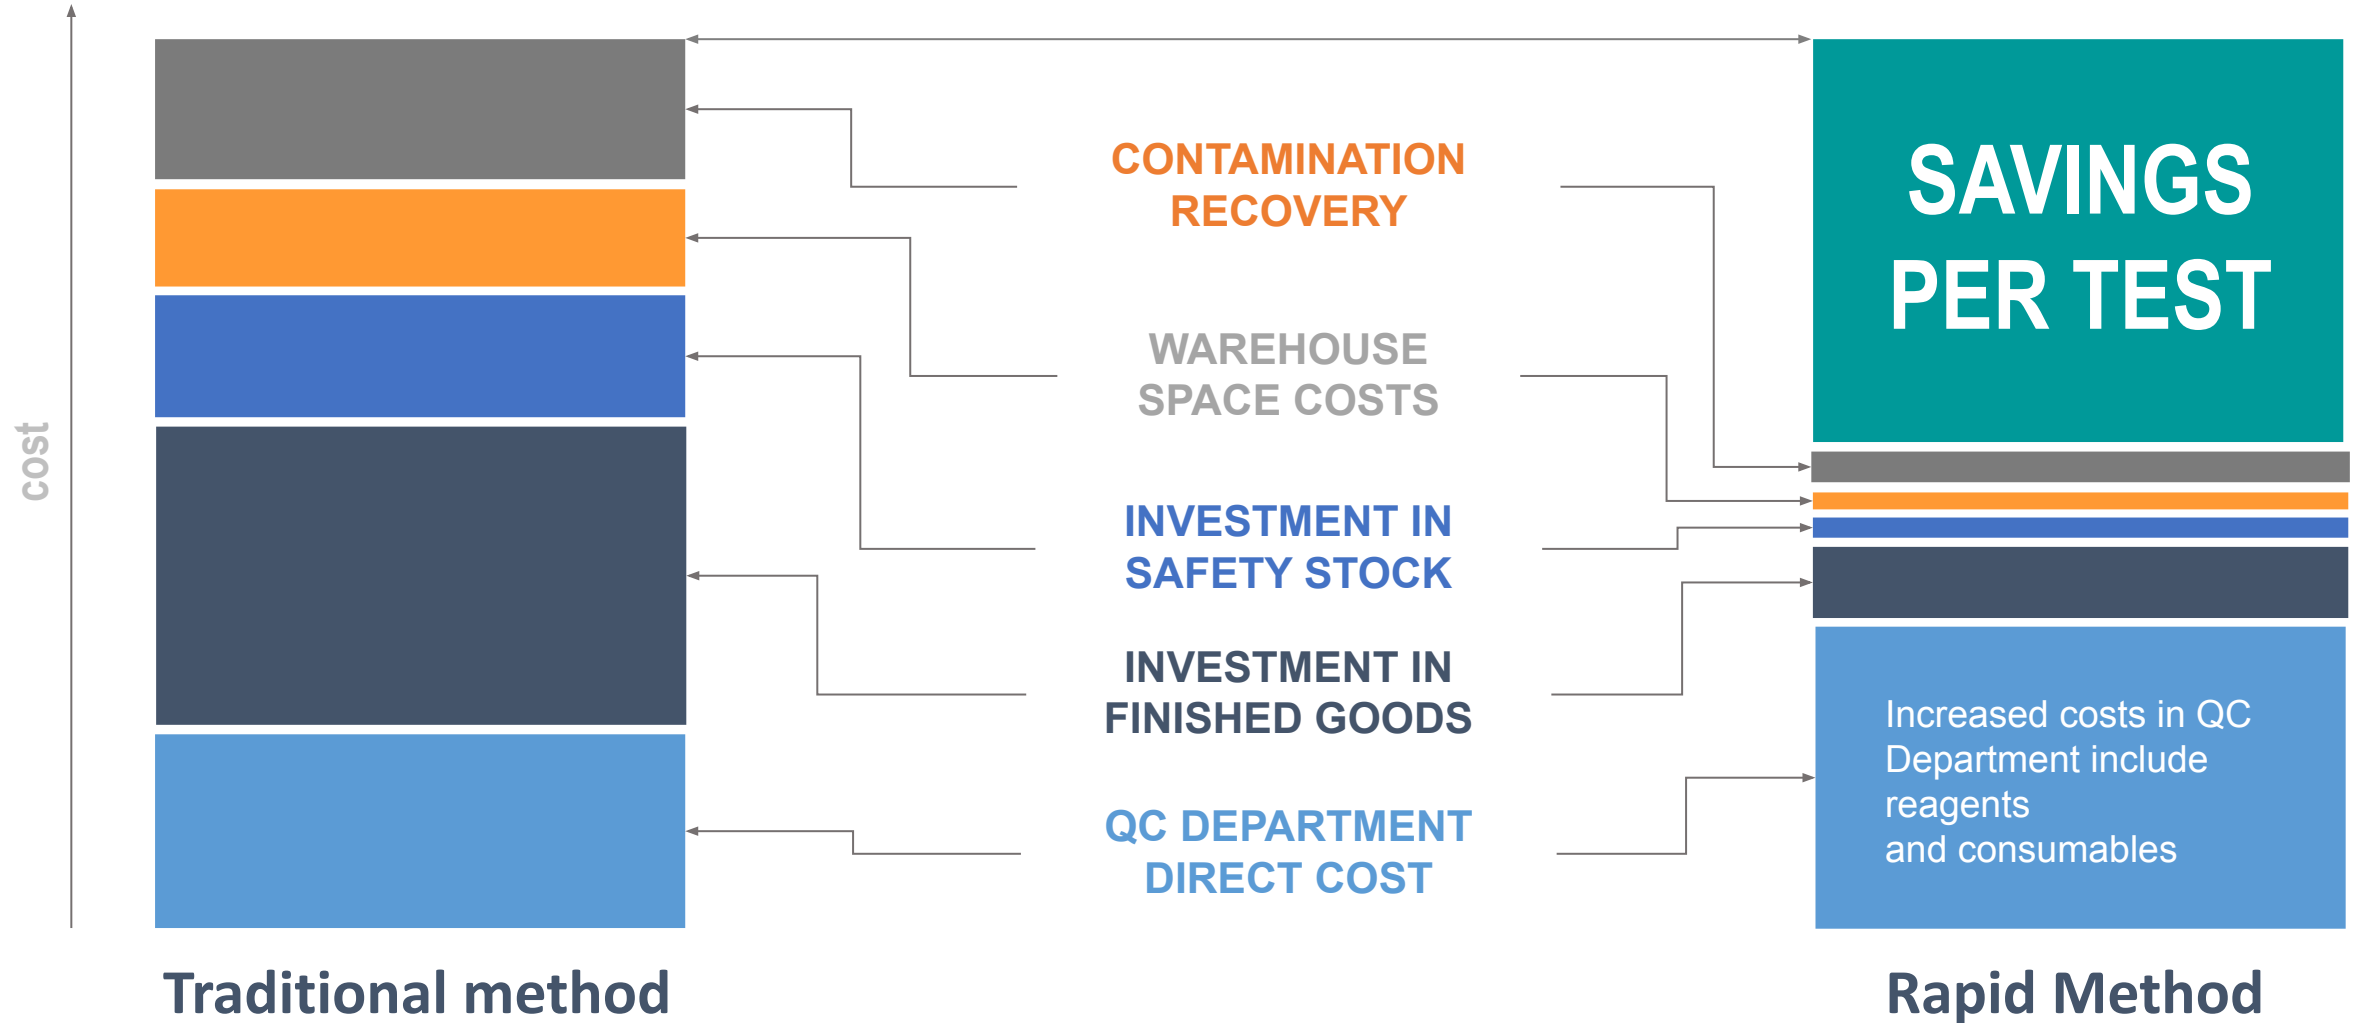 cost
CONTAMINATION
RECOVERY
WAREHOUSE
SPACE COSTS
INVESTMENT IN
SAFETY STOCK
INVESTMENT IN
FINISHED GOODS
QC DEPARTMENT
DIRECT COST
SAVINGS
PER TEST
Increased costs in QC
Department include
reagents
and consumables
Traditional method
Rapid Method